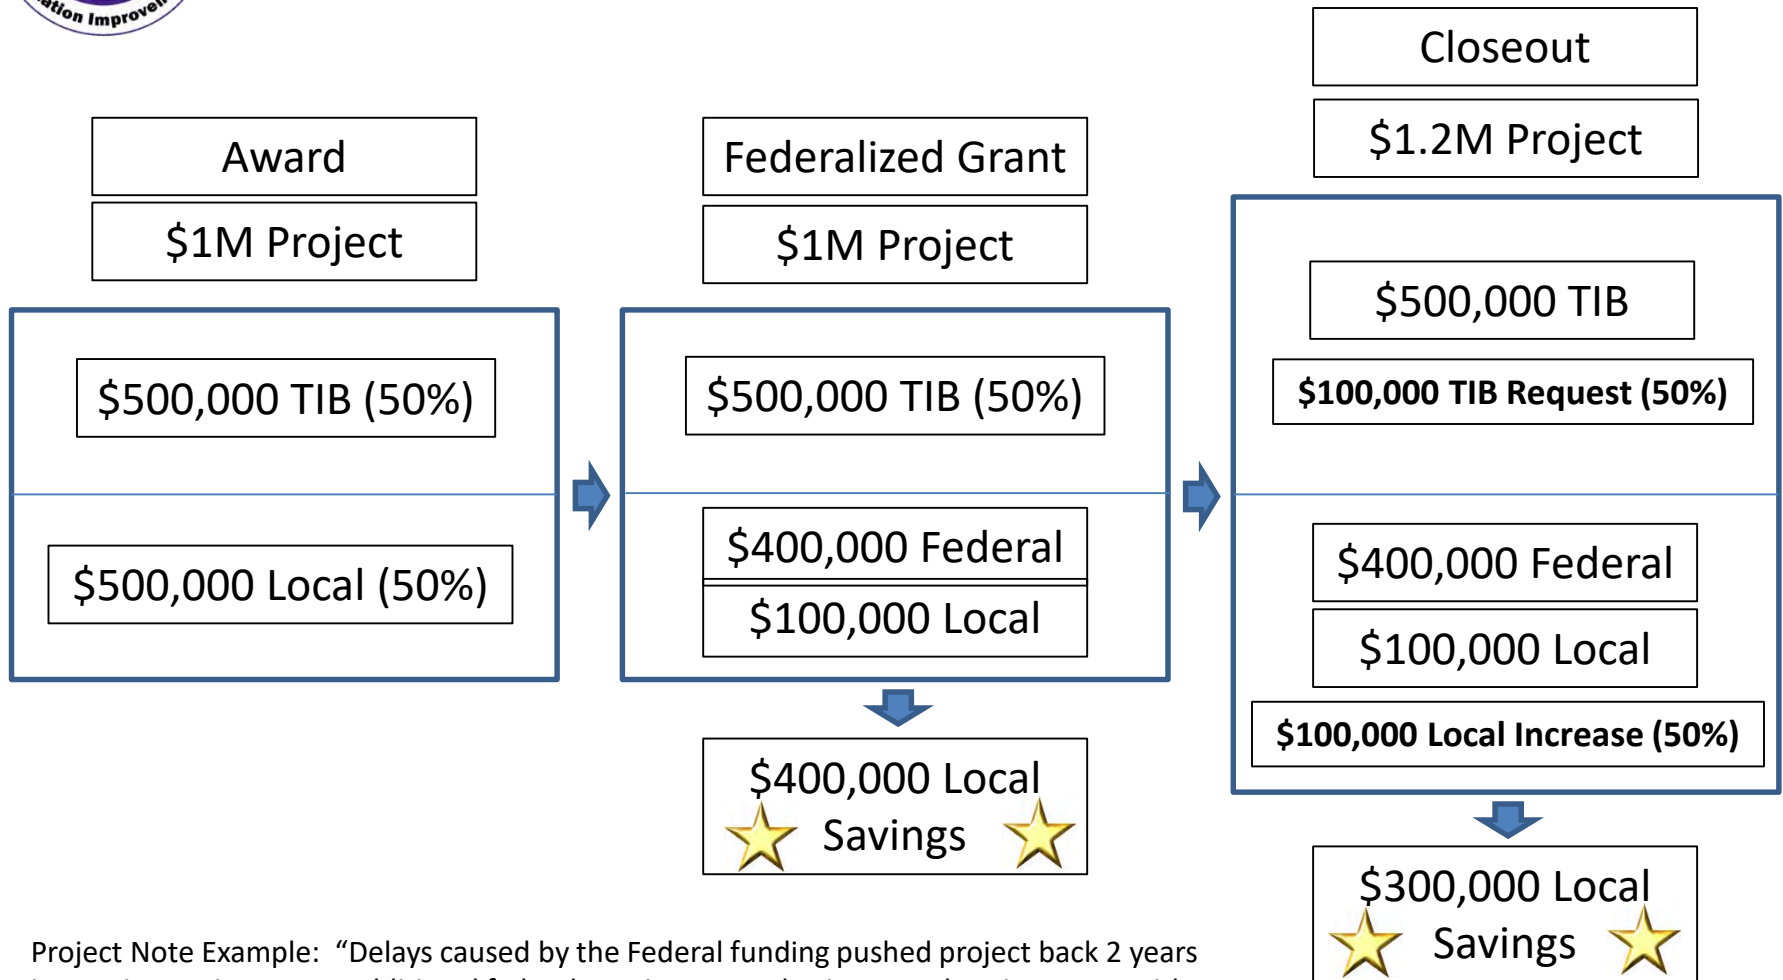 ation Improve
Award
$1M Project
$500,000 TIB (50%)
$500,000 Local (50%)
Federalized Grant
$1M Project
$500,000 TIB (50%)
$400,000 Federal
$100,000 Local
$400,000 Local
Savings
Closeout
$1.2M Project
$500,000 TIB
$100,000 TIB Request (50%)
$400,000 Federal
$100,000 Local
$100,000 Local Increase (50%)
$300,000 Local
Savings
Project Note Example: “Delays caused by the Federal funding pushed project back 2 years